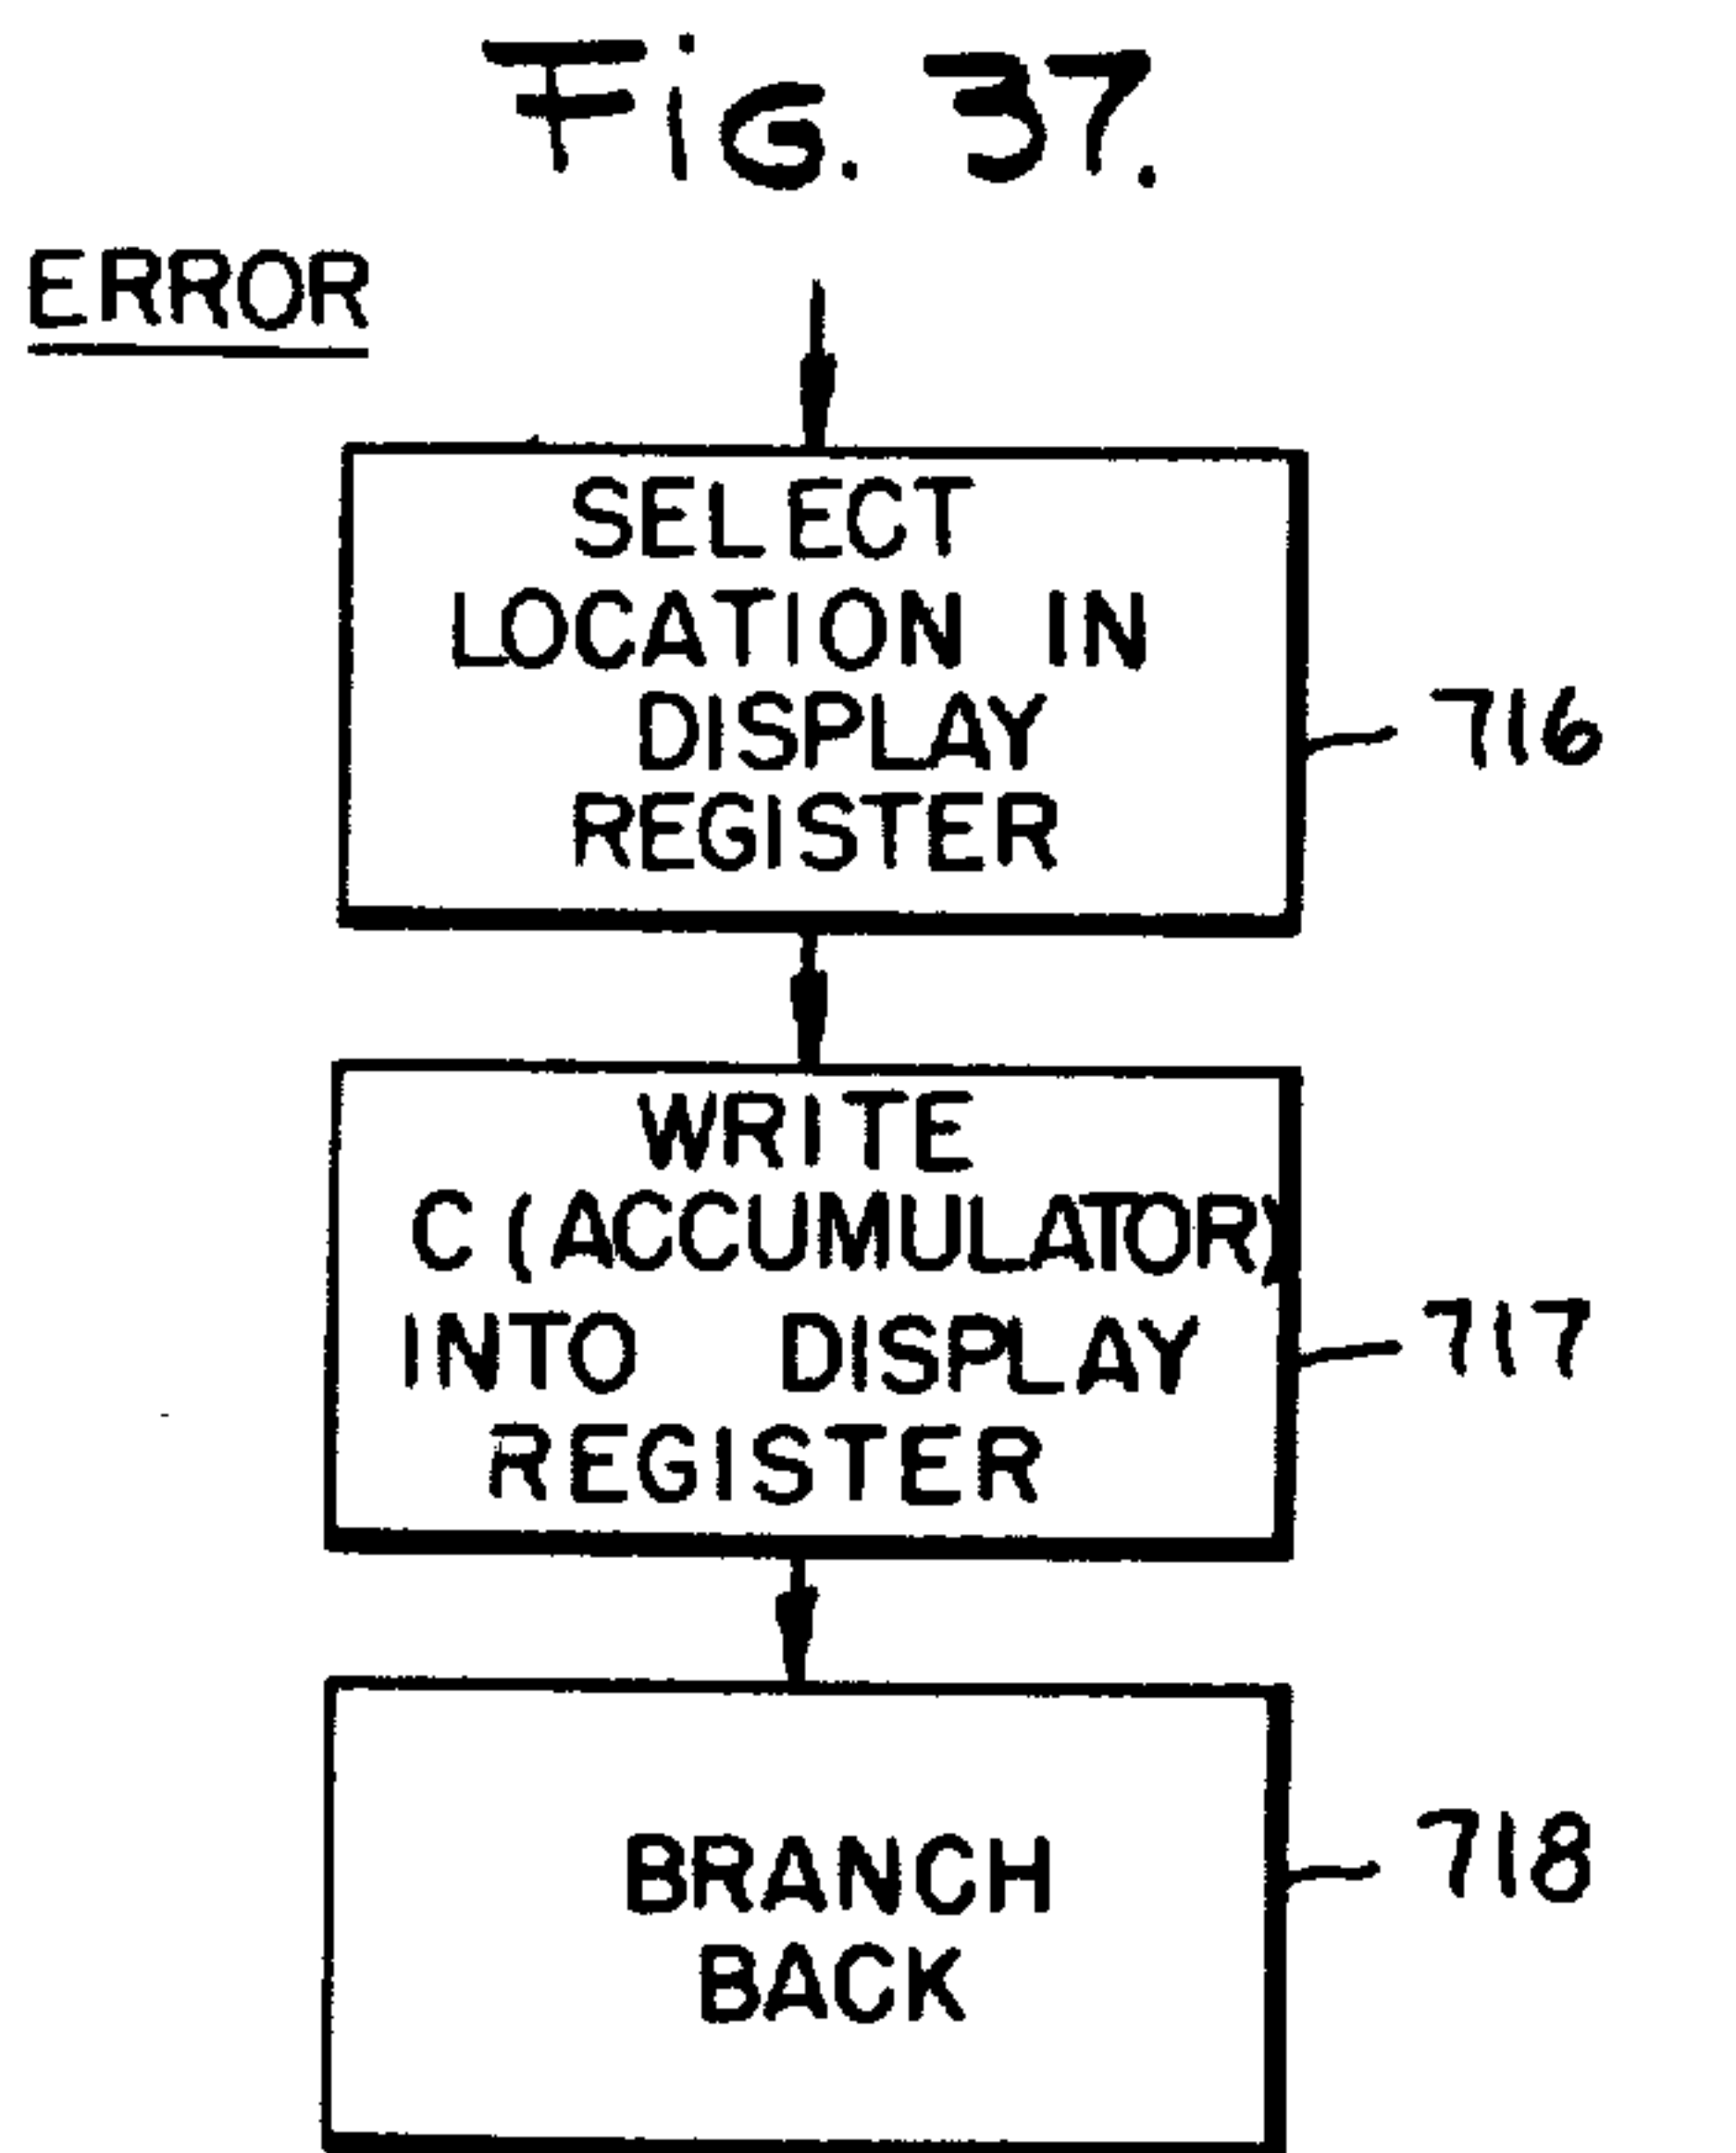 FiG. 37.
ERROR
SELECT
LOCATION IN
DISPLAY
REGISTER
716
WRITE
C (ACCUMULATOR)
INTO DISPLAY
REGISTER
717
BRANCH
BACK
718